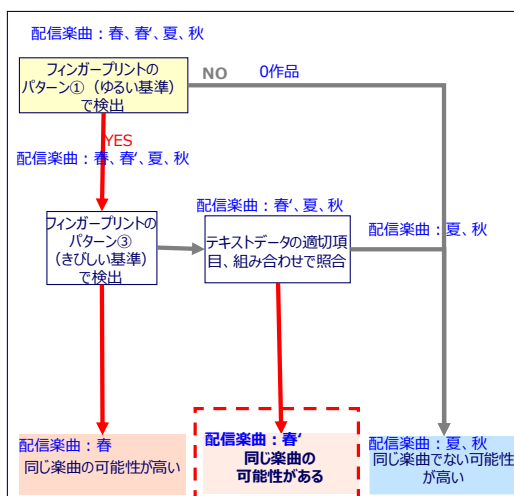 配信楽曲：春、春‘、夏、秋
フィンガープリントの
パターン①（ゆるい基準）
で検出
NO
0作品
YES
配信楽曲：春、春‘、夏、秋
フィンガープリントの
パターン③
（きびしい基準）
で検出
配信楽曲：春‘、夏、秋
テキストデータの適切項
目、組み合わせで照合
配信楽曲：夏、秋
配信楽曲：春
同じ楽曲の可能性が高い
配信楽曲：春‘
同じ楽曲の
可能性がある
配信楽曲：夏、秋
同じ楽曲でない可能性
が高い